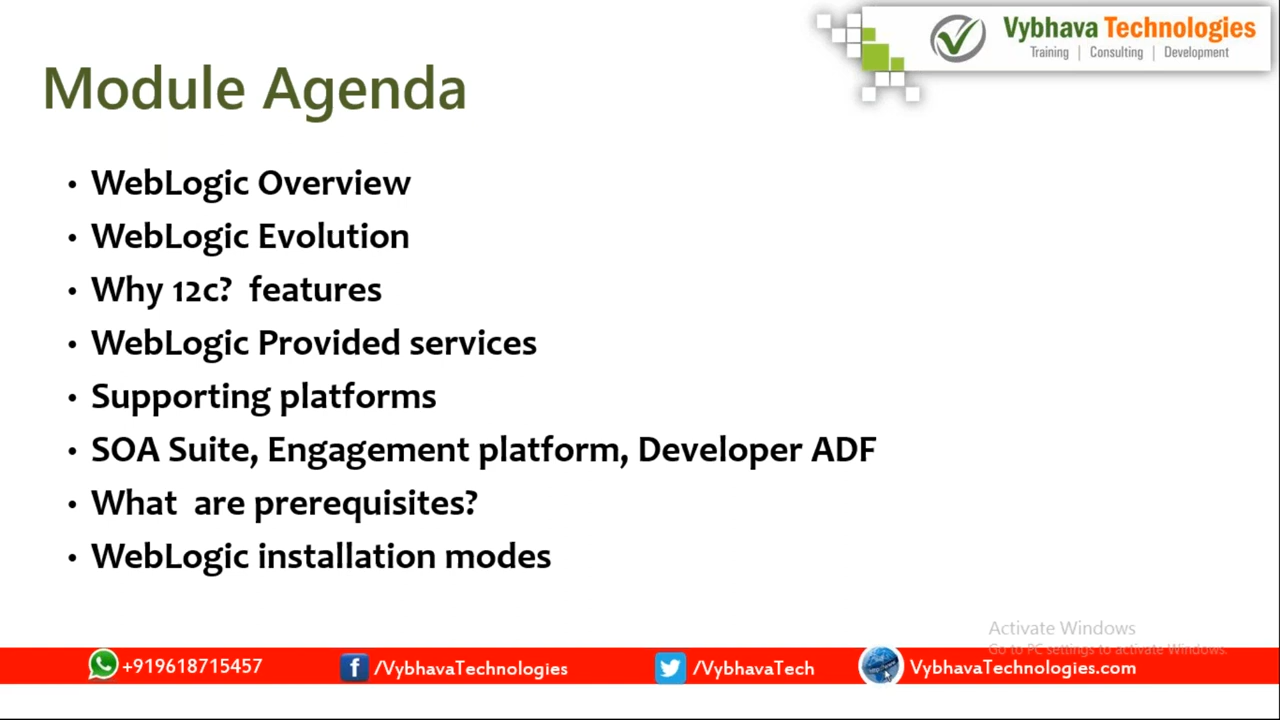 Vybhava Technologies
Training | Consulting | Development
Module Agenda
• WebLogic Overview
• WebLogic Evolution
• Why 12c?  features
• WebLogic Provided services
• Supporting platforms
• SOA Suite, Engagement platform, Developer ADF
• What  are prerequisites?
• WebLogic installation modes
Activate Windows
Go to PC settings to activate Windows.
+919618715457
/VybhavaTechnologies
/VybhavaTech
VybhavaTechnologies.com